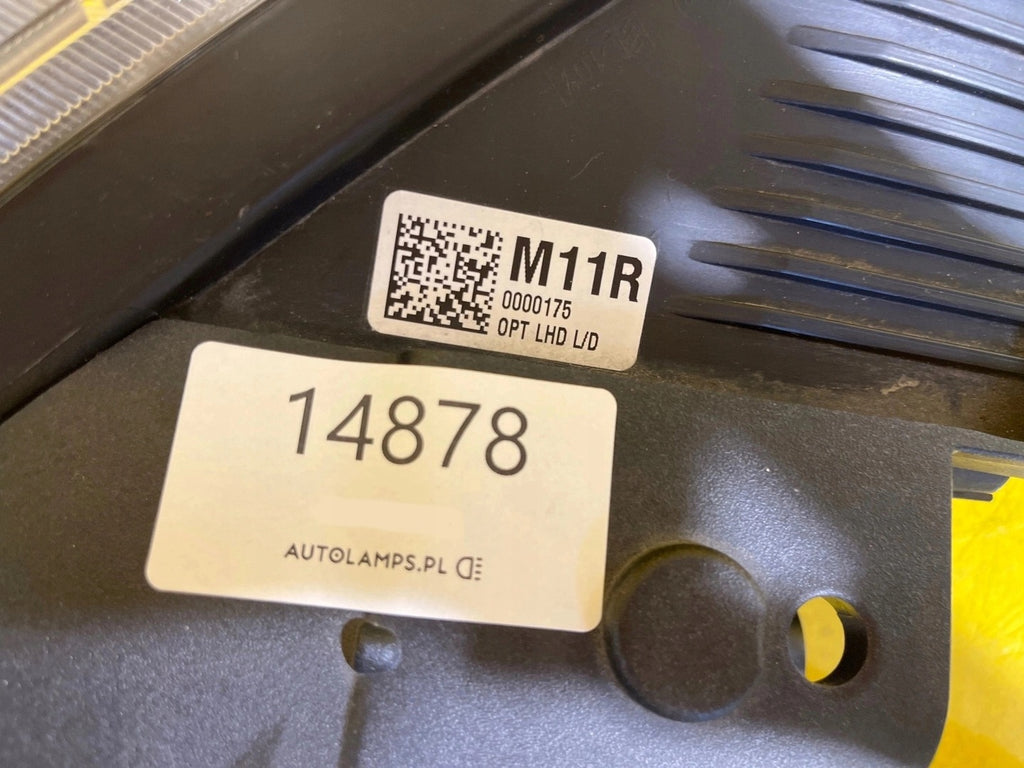 M11R
0000175
OPT LHD L/D
14878
AUTOLAMPS.PL